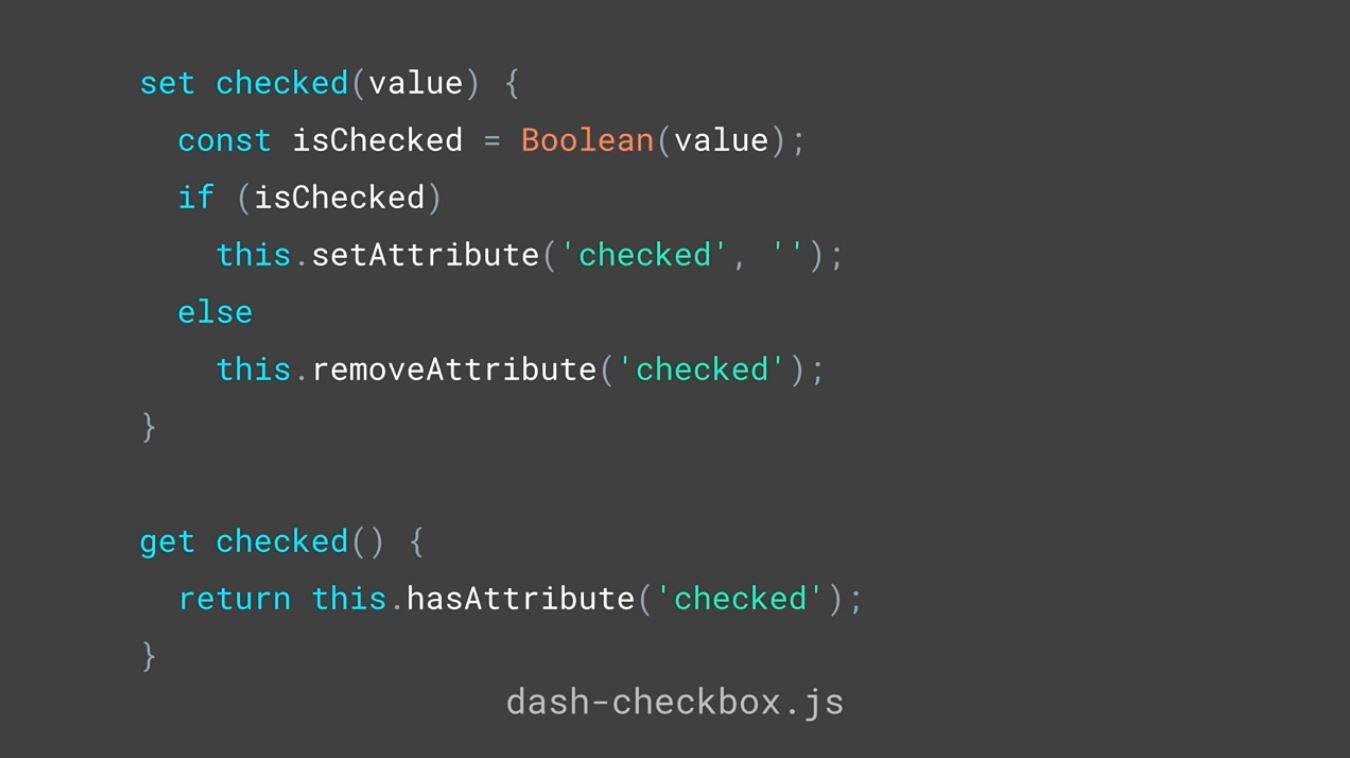 set checked(value) {
  const isChecked = Boolean(value);
  if (isChecked)
    this.setAttribute('checked', '');
  else
    this.removeAttribute('checked');
}

get checked() {
  return this.hasAttribute('checked');
}
dash-checkbox.js